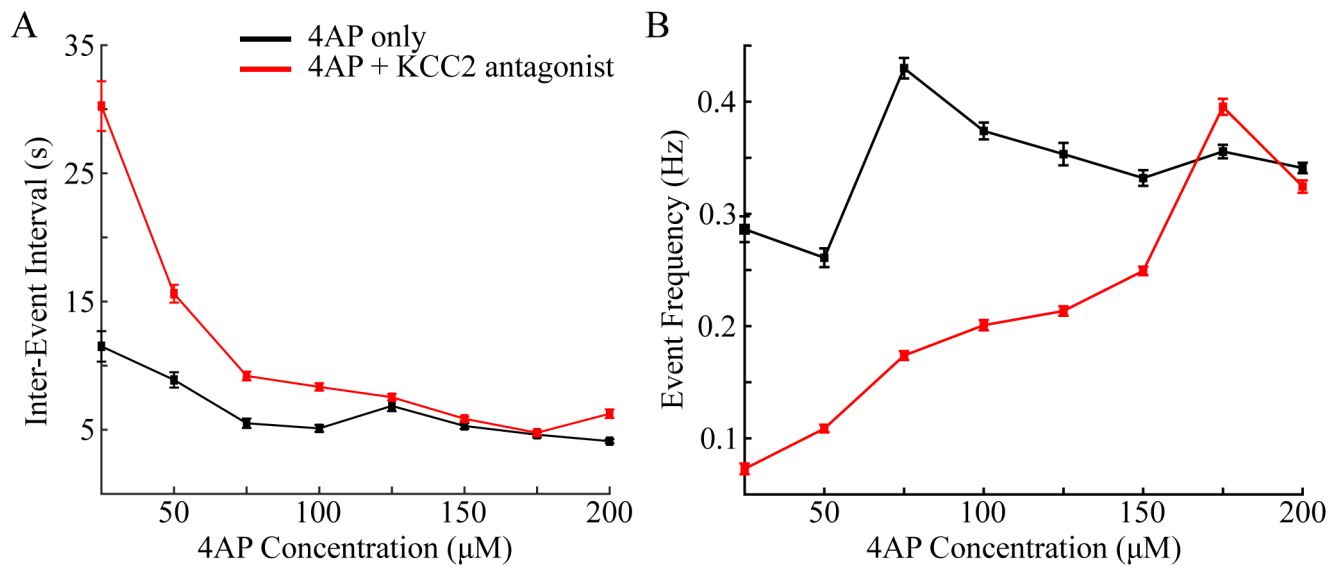 A
B
4AP only
4AP + KCC2 antagonist
Inter-Event Interval (s)
35
25
15
5
50
100
150
200
4AP Concentration (μM)
Event Frequency (Hz)
0.4
0.3
0.2
0.1
50
100
150
200
4AP Concentration (μM)